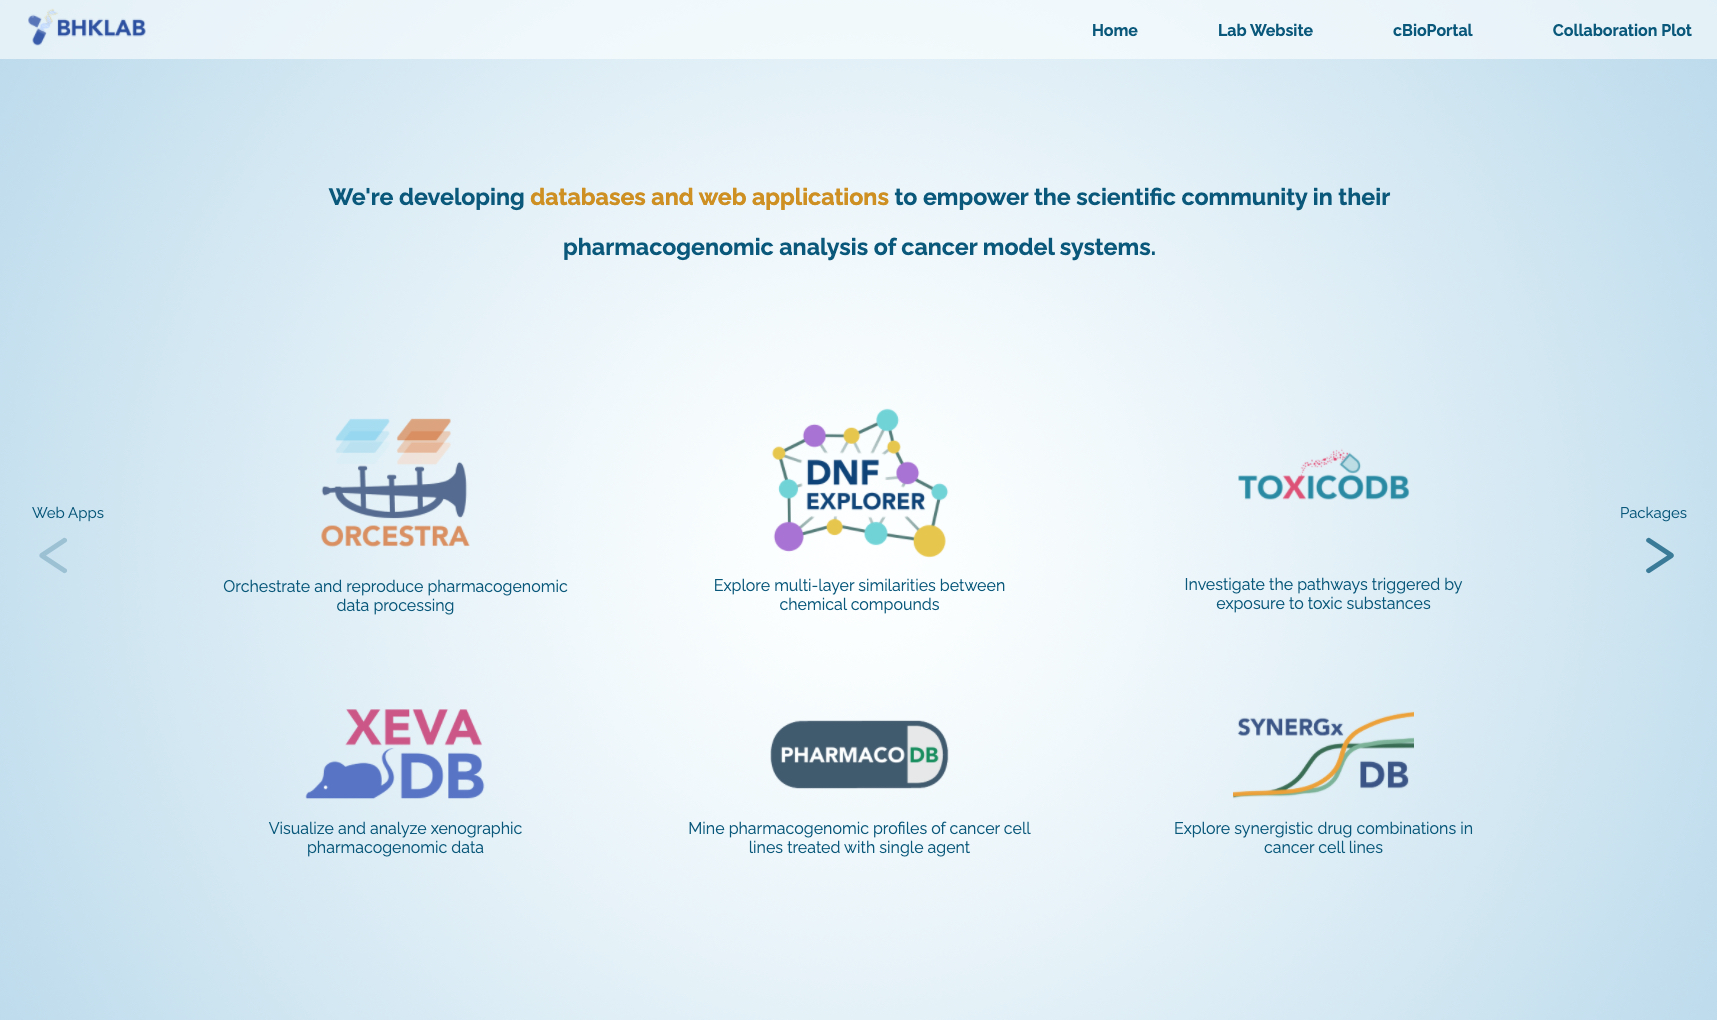 BHKLAB
Home
Lab Website
cBioPortal
Collaboration Plot
We're developing databases and web applications to empower the scientific community in their
pharmacogenomic analysis of cancer model systems.
Web Apps
Packages
ORCESTRA
Orchestrate and reproduce pharmacogenomic
data processing
DNF
EXPLORER
Explore multi-layer similarities between
chemical compounds
TOXICODB
Investigate the pathways triggered by
exposure to toxic substances
XEVA
DB
Visualize and analyze xenographic
pharmacogenomic data
PHARMACODB
Mine pharmacogenomic profiles of cancer cell
lines treated with single agent
SYNERGx
DB
Explore synergistic drug combinations in
cancer cell lines